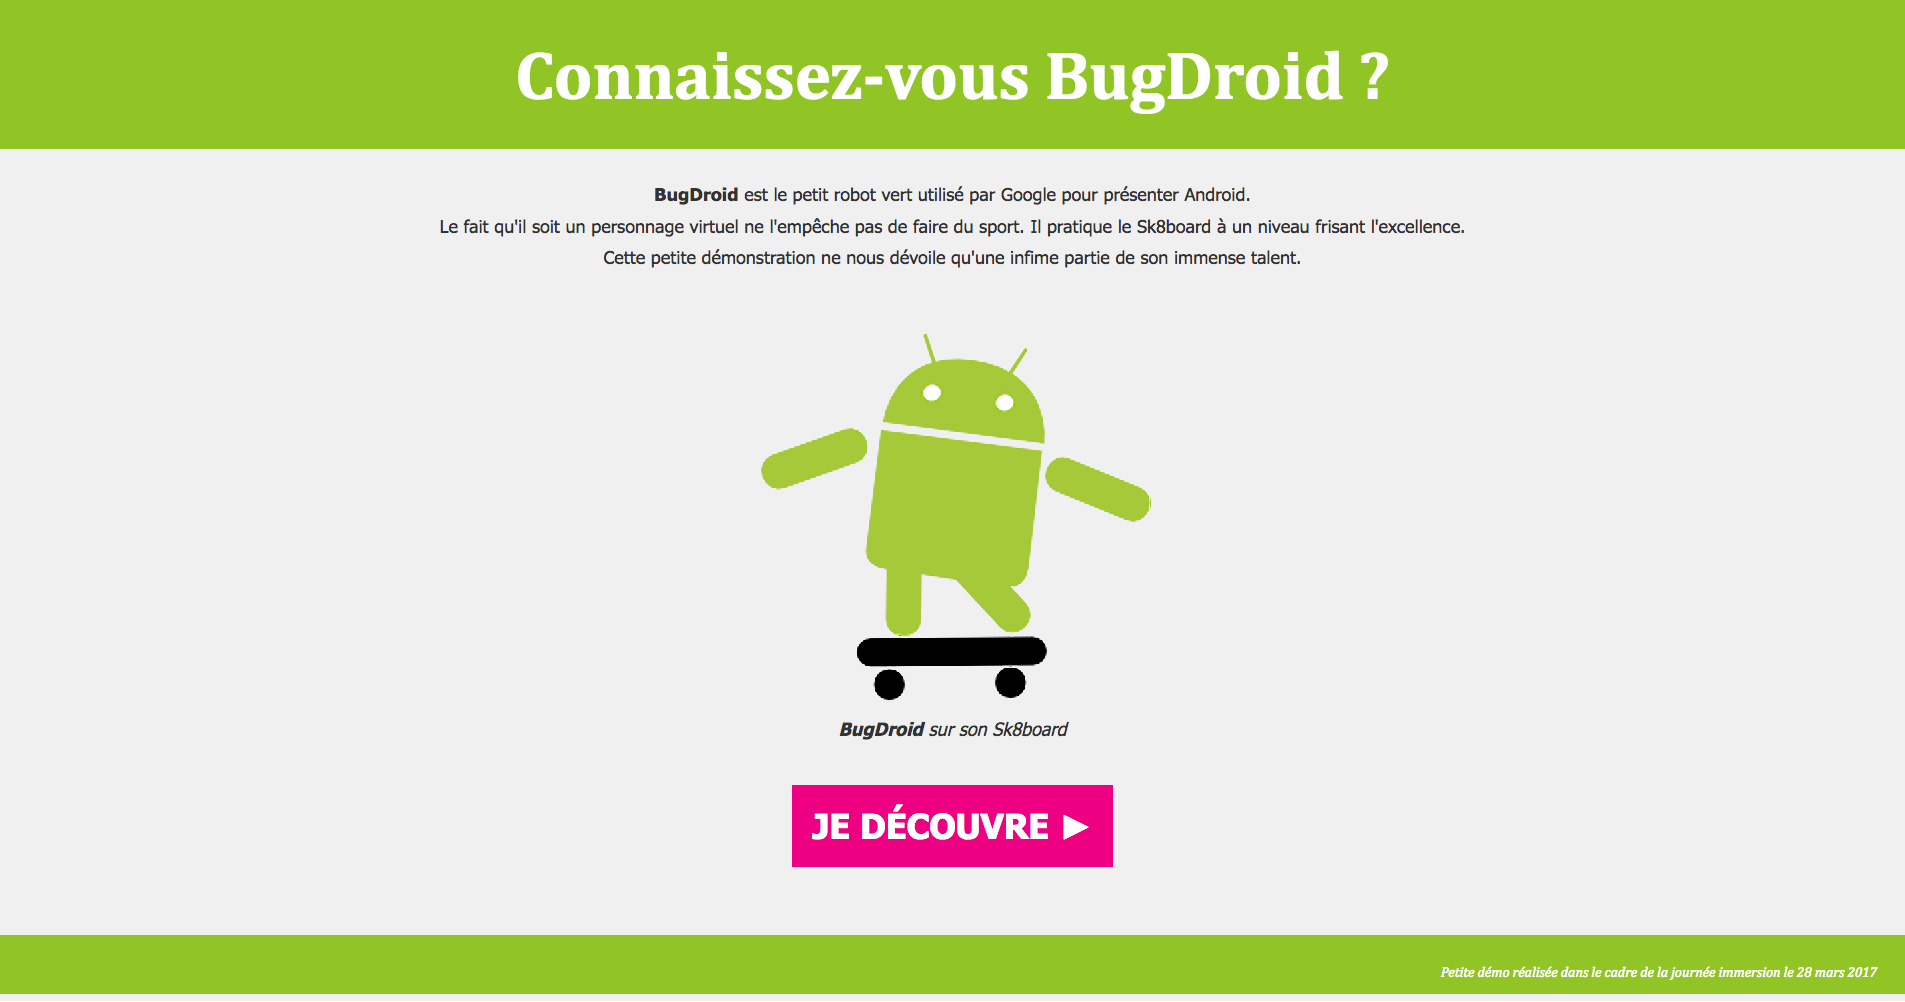 Connaissez-vous BugDroid ?
BugDroid est le petit robot vert utilisé par Google pour présenter Android.
Le fait qu'il soit un personnage virtuel ne l'empêche pas de faire du sport. Il pratique le Sk8board à un niveau frisant l'excellence.
Cette petite démonstration ne nous dévoile qu'une infime partie de son immense talent.
BugDroid sur son Sk8board
JE DÉCOUVRE ►
Petite démo réalisée dans le cadre de la journée immersion le 28 mars 2017